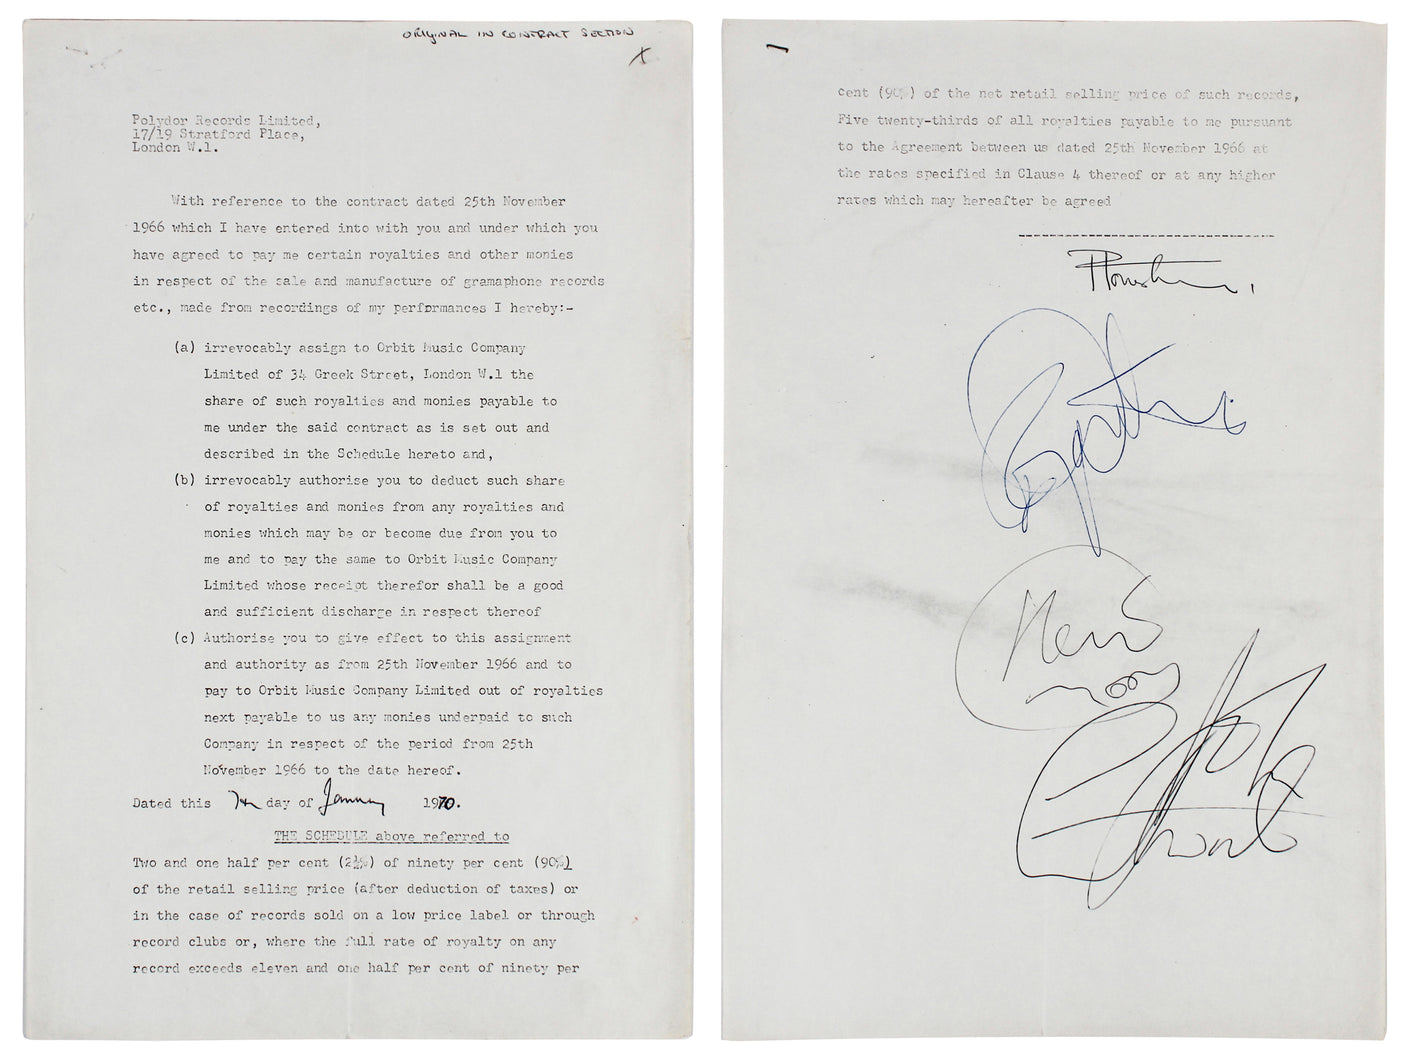 ORIGINAL IN CONTRACT SECTION
X
Polydor Records Limited,
17/19 Stratford Place,
London W.1.
With reference to the contract dated 25th November
1966 which I have entered into with you and under which you
have agreed to pay me certain royalties and other monies
in respect of the sale and manufacture of gramaphone records
etc., made from recordings of my performances I hereby:-
(a) irrevocably assign to Orbit Music Company
Limited of 34 Greek Street, London W.1 the
share of such royalties and monies payable to
me under the said contract as is set out and
described in the Schedule hereto and,
(b) irrevocably authorise you to deduct such share
of royalties and monies from any royalties and
monies which may be or become due from you to
me and to pay the same to Orbit Music Company
Limited whose receipt therefor shall be a good
and sufficient discharge in respect thereof
(c) Authorise you to give effect to this assignment
and authority as from 25th November 1966 and to
pay to Orbit Music Company Limited out of royalties
next payable to us any monies underpaid to such
Company in respect of the period from 25th
November 1966 to the date hereof.
Dated this 7th day of January 1970.
THE SCHEDULE above referred to
Two and one half per cent (2½%) of ninety per cent (90%)
of the retail selling price (after deduction of taxes) or
in the case of records sold on a low price label or through
record clubs or, where the full rate of royalty on any
record exceeds eleven and one half per cent of ninety per
cent (90%) of the net retail selling price of such records,
Five twenty-thirds of all royalties payable to me pursuant
to the Agreement between us dated 25th November 1966 at
the rates specified in Clause 4 thereof or at any higher
rates which may hereafter be agreed
Keith
Moon